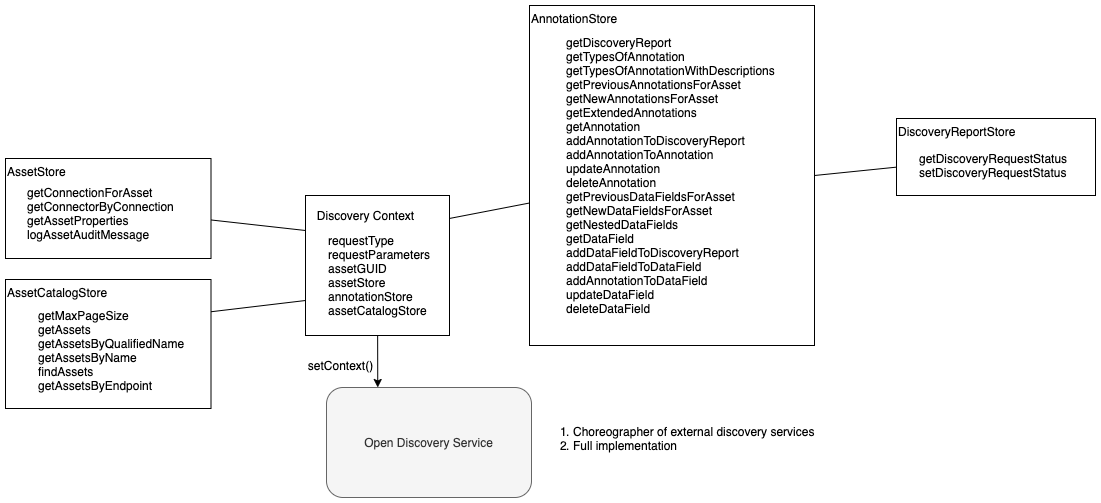 AnnotationStore
getDiscoveryReport
getTypesOfAnnotation
getTypesOfAnnotationWithDescriptions
getPreviousAnnotationsForAsset
getNewAnnotationsForAsset
getExtendedAnnotations
getAnnotation
addAnnotationToDiscoveryReport
addAnnotationToAnnotation
updateAnnotation
deleteAnnotation
getPreviousDataFieldsForAsset
getNewDataFieldsForAsset
getNestedDataFields
getDataField
addDataFieldToDiscoveryReport
addDataFieldToDataField
addAnnotationToDataField
updateDataField
deleteDataField
DiscoveryReportStore
getDiscoveryRequestStatus
setDiscoveryRequestStatus
AssetStore
getConnectionForAsset
getConnectorByConnection
getAssetProperties
logAssetAuditMessage
Discovery Context
requestType
requestParameters
assetGUID
assetStore
annotationStore
assetCatalogStore
AssetCatalogStore
getMaxPageSize
getAssets
getAssetsByQualifiedName
getAssetsByName
findAssets
getAssetsByEndpoint
setContext()
Open Discovery Service
1. Choreographer of external discovery services
2. Full implementation